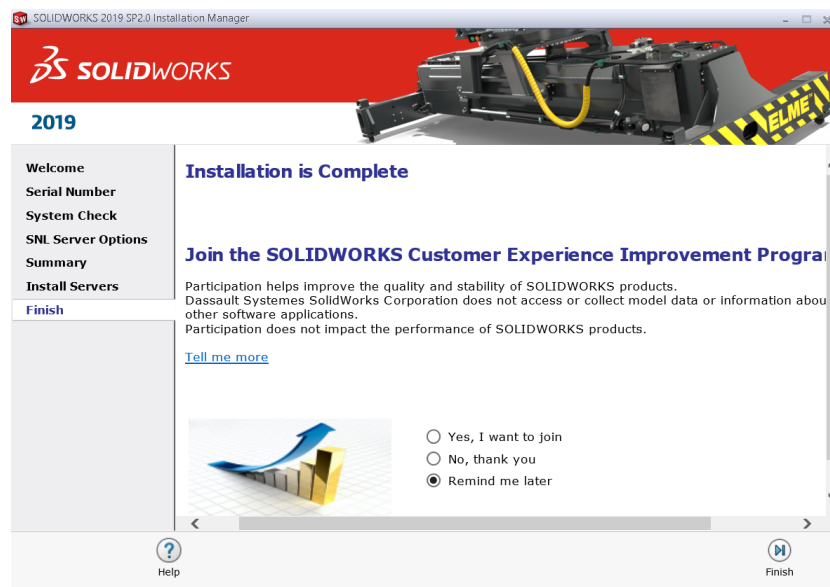 SOLIDWORKS 2019 SP2.0 Installation Manager
SOLIDWORKS
ELME
2019
Welcome
Serial Number
System Check
SNL Server Options
Summary
Install Servers
Finish
Installation is Complete
Join the SOLIDWORKS Customer Experience Improvement Progra
Participation helps improve the quality and stability of SOLIDWORKS products.
Dassault Systemes SolidWorks Corporation does not access or collect model data or information abou
other software applications.
Participation does not impact the performance of SOLIDWORKS products.
Tell me more
Yes, I want to join
No, thank you
Remind me later
Help
Finish